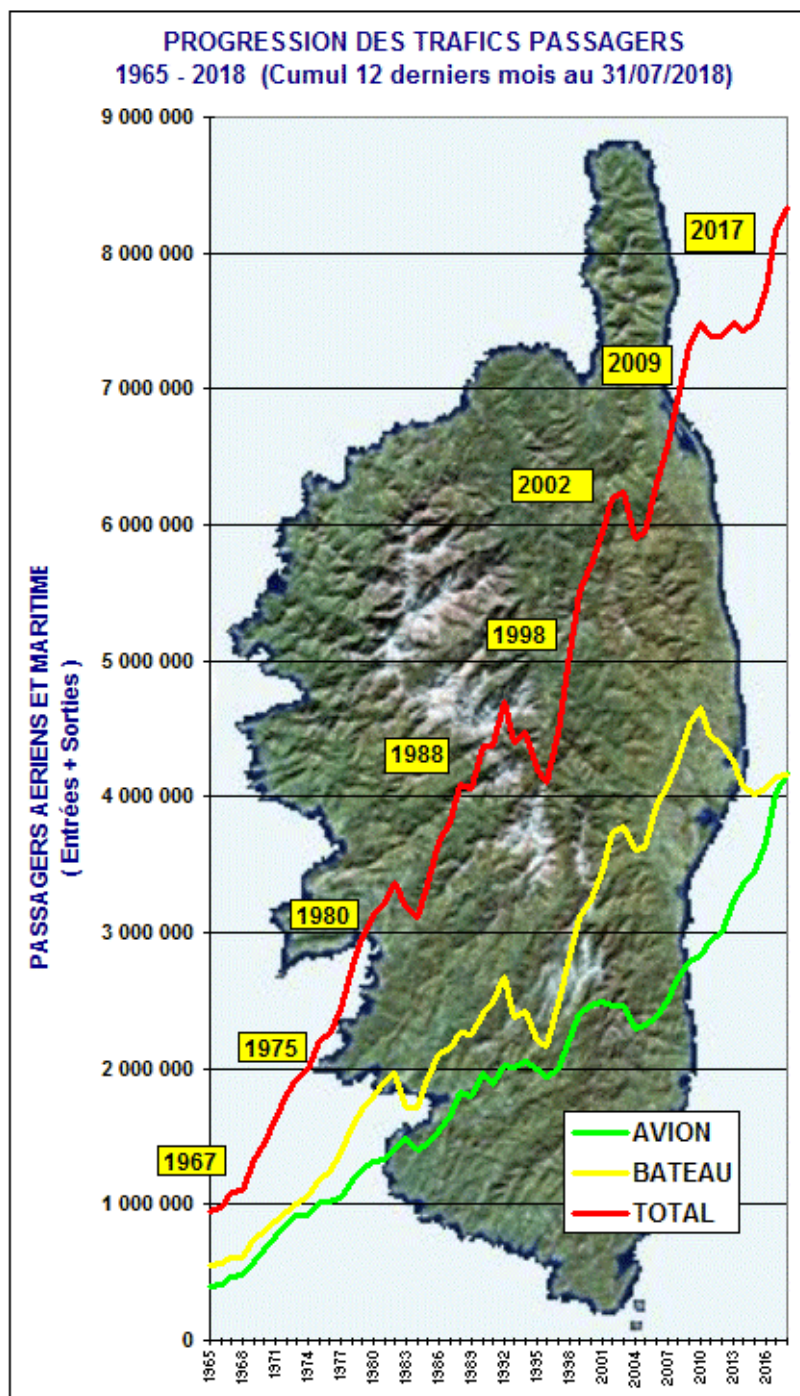 PROGRESSION DES TRAFICS PASSAGERS
1965 - 2018 (Cumul 12 derniers mois au 31/07/2018)
PASSAGERS AERIENS ET MARITIME
( Entrées + Sorties )
9 000 000
8 000 000
7 000 000
6 000 000
5 000 000
4 000 000
3 000 000
2 000 000
1 000 000
0
2017
2009
2002
1998
1988
1980
1975
1967
AVION
BATEAU
TOTAL
1965
1968
1971
1974
1977
1980
1983
1986
1989
1992
1995
1998
2001
2004
2007
2010
2013
2016